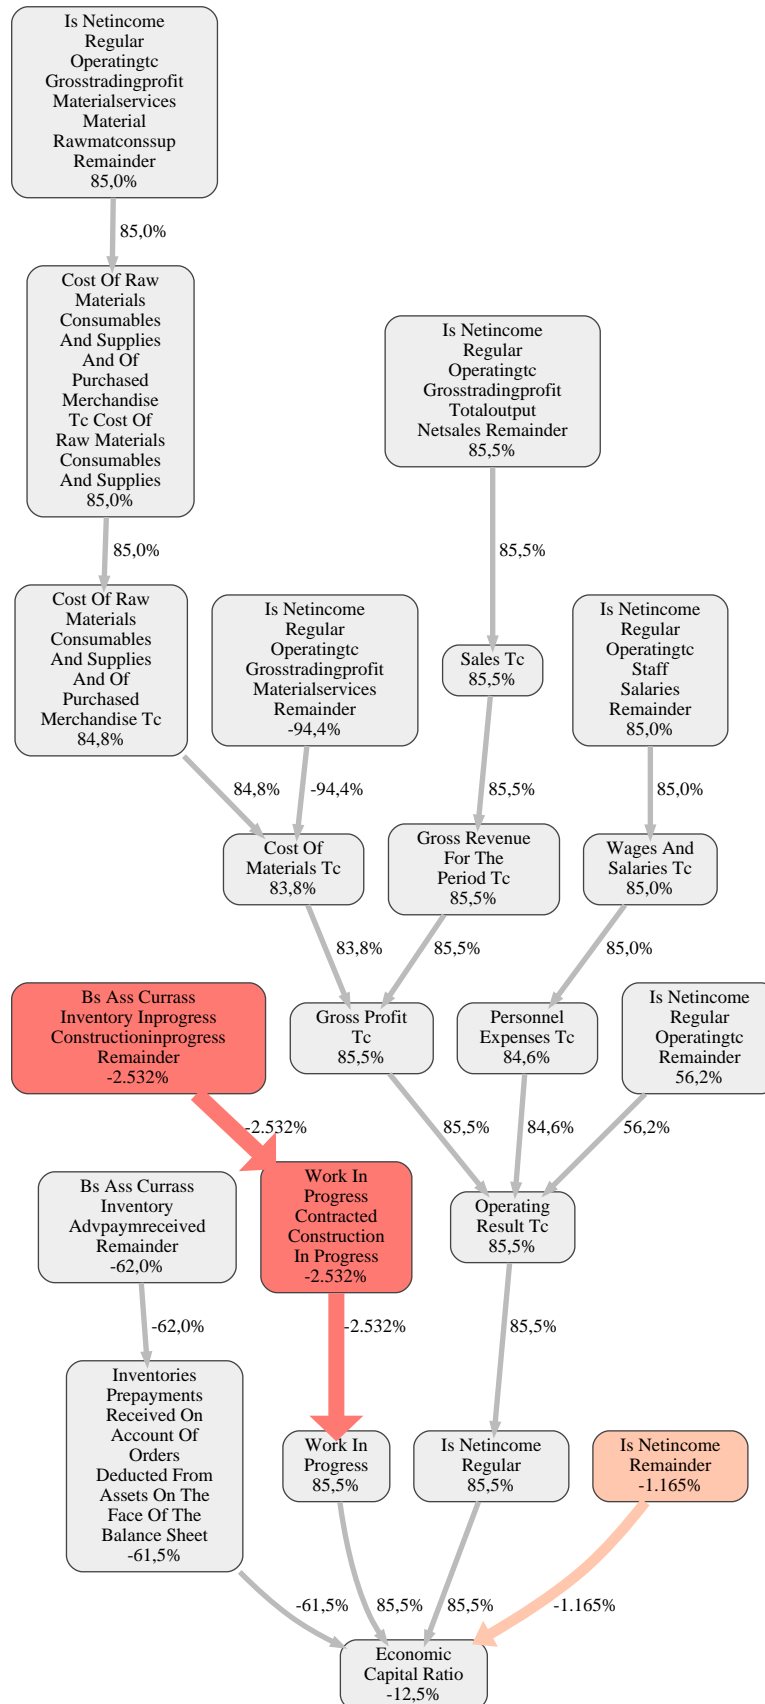 Is Netincome
Regular
Operatingtc
Grosstradingprofit
Materialservices
Material
Rawmatconssup
Remainder
85,0%
85,0%
Cost Of Raw
Materials
Consumables
And Supplies
And Of
Purchased
Merchandise
Tc Cost Of
Raw Materials
Consumables
And Supplies
85,0%
Is Netincome
Regular
Operatingtc
Grosstradingprofit
Totaloutput
Netsales Remainder
85,5%
85,0%
85,5%
Cost Of Raw
Materials
Consumables
And Supplies
And Of
Purchased
Merchandise Tc
84,8%
Is Netincome
Regular
Operatingtc
Grosstradingprofit
Materialservices
Remainder
-94,4%
Sales Tc
85,5%
Is Netincome
Regular
Operatingtc
Staff
Salaries
Remainder
85,0%
84,8%
-94,4%
85,5%
85,0%
Cost Of
Materials Tc
83,8%
Gross Revenue
For The
Period Tc
85,5%
Wages And
Salaries Tc
85,0%
83,8%
85,5%
85,0%
Bs Ass Currass
Inventory Inprogress
Constructioninprogress
Remainder
-2.532%
Gross Profit
Tc
85,5%
Personnel
Expenses Tc
84,6%
Is Netincome
Regular
Operatingtc
Remainder
56,2%
-2.532%
85,5%
84,6%
56,2%
Bs Ass Currass
Inventory
Advpaymreceived
Remainder
-62,0%
Work In
Progress
Contracted
Construction
In Progress
-2.532%
Operating
Result Tc
85,5%
-62,0%
-2.532%
85,5%
Inventories
Prepayments
Received On
Account Of
Orders
Deducted From
Assets On The
Face Of The
Balance Sheet
-61,5%
Work In
Progress
85,5%
Is Netincome
Regular
85,5%
Is Netincome
Remainder
-1.165%
-61,5%
85,5%
85,5%
-1.165%
Economic
Capital Ratio
-12,5%